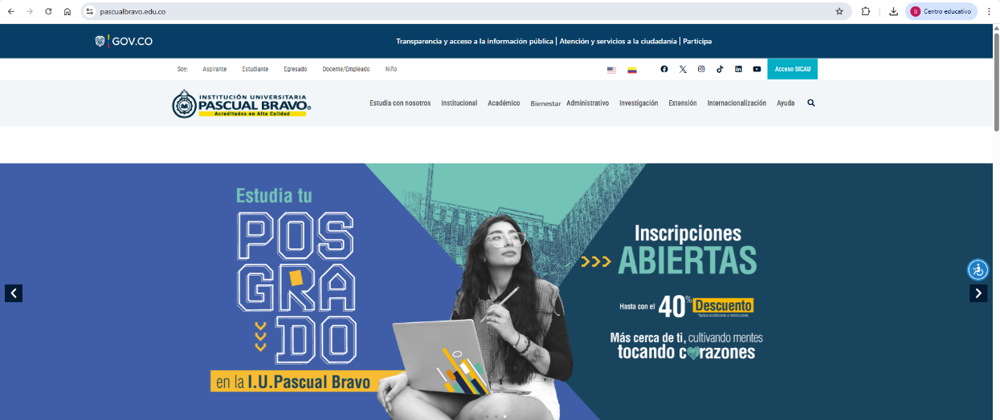 pascualbravo.edu.co
S Centro educativo
GOV.CO
Transparencia y acceso a la información pública | Atención y servicios a la ciudadanía | Participa
Soy: Aspirante Estudiante Egresado Docente/Empleado Niño
Acceso SICAU
INSTITUCIÓN UNIVERSITARIA
PASCUAL BRAVO®
Acreditados en Alta Calidad
Estudia con nosotros Institucional Académico Bienestar Administrativo Investigación Extensión Internacionalización Ayuda
Estudia tu
POS
GRA
DO
en la I.U.Pascual Bravo
Inscripciones
ABIERTAS
Hasta con el 40% Descuento
*Aplica condiciones y restricciones.
Más cerca de ti, cultivando mentes
tocando corazones